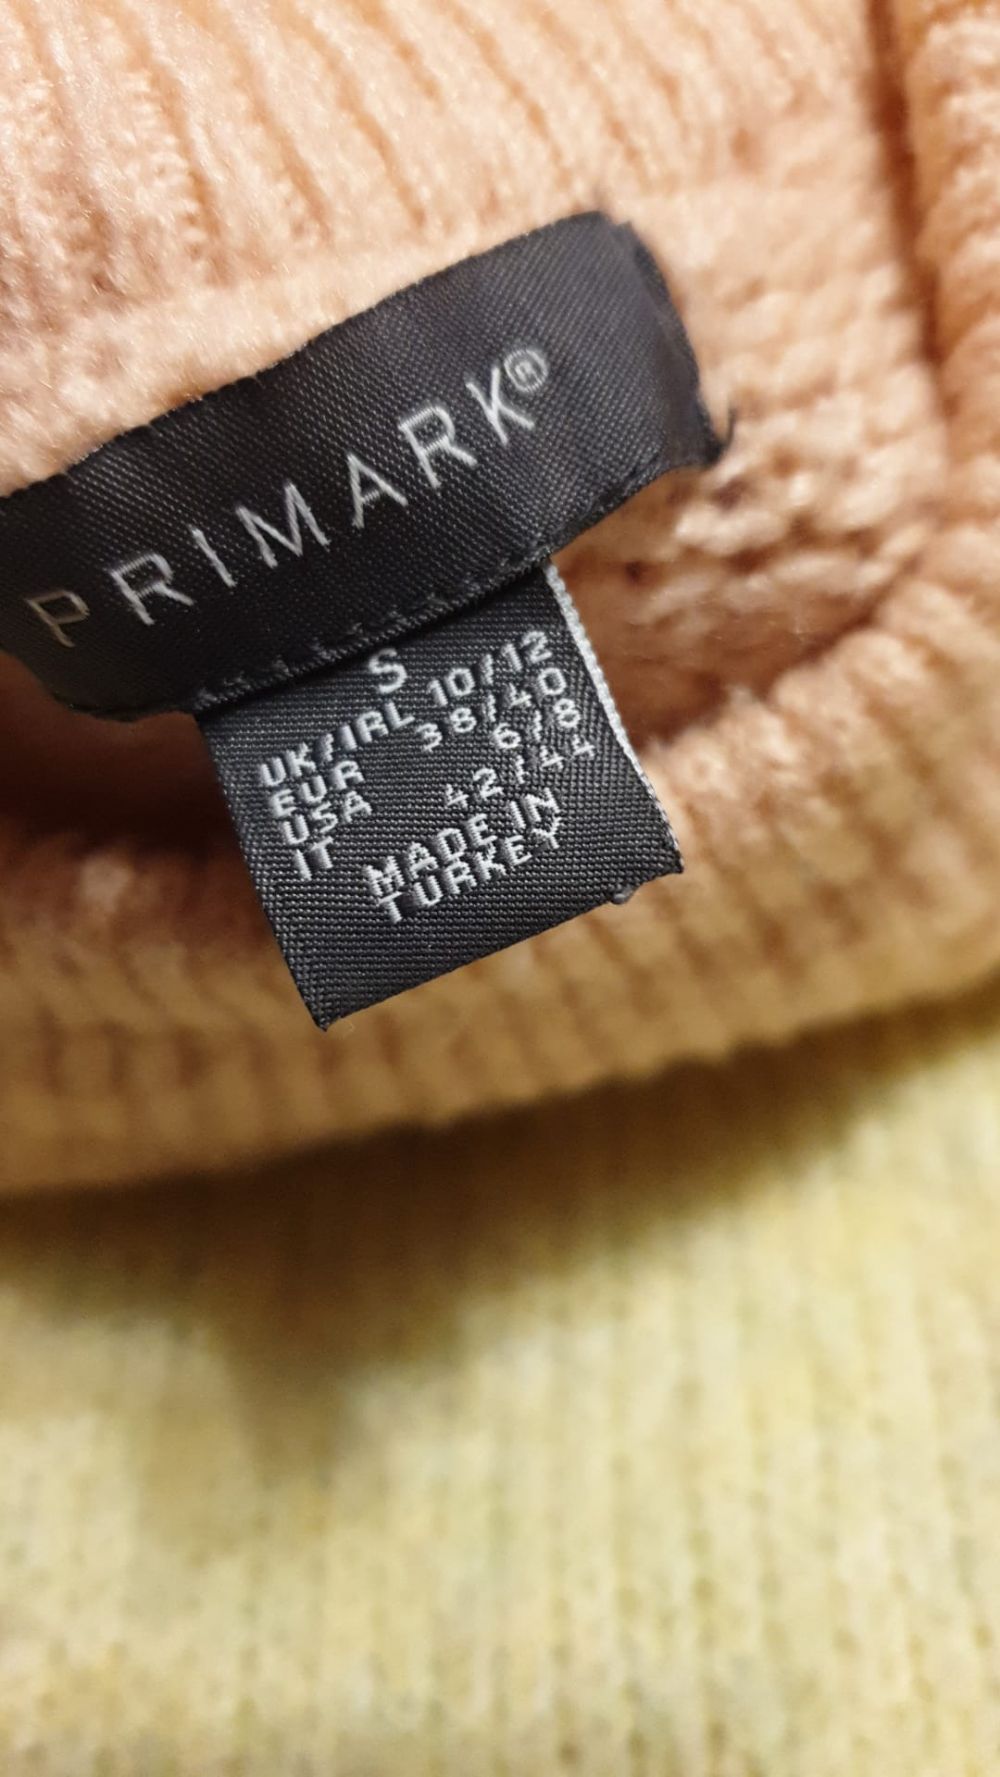 PRIMARK®
S
UK/IRL 10/12
EUR 38/40
USA 6/8
IT 42/44
MADE IN
TURKEY